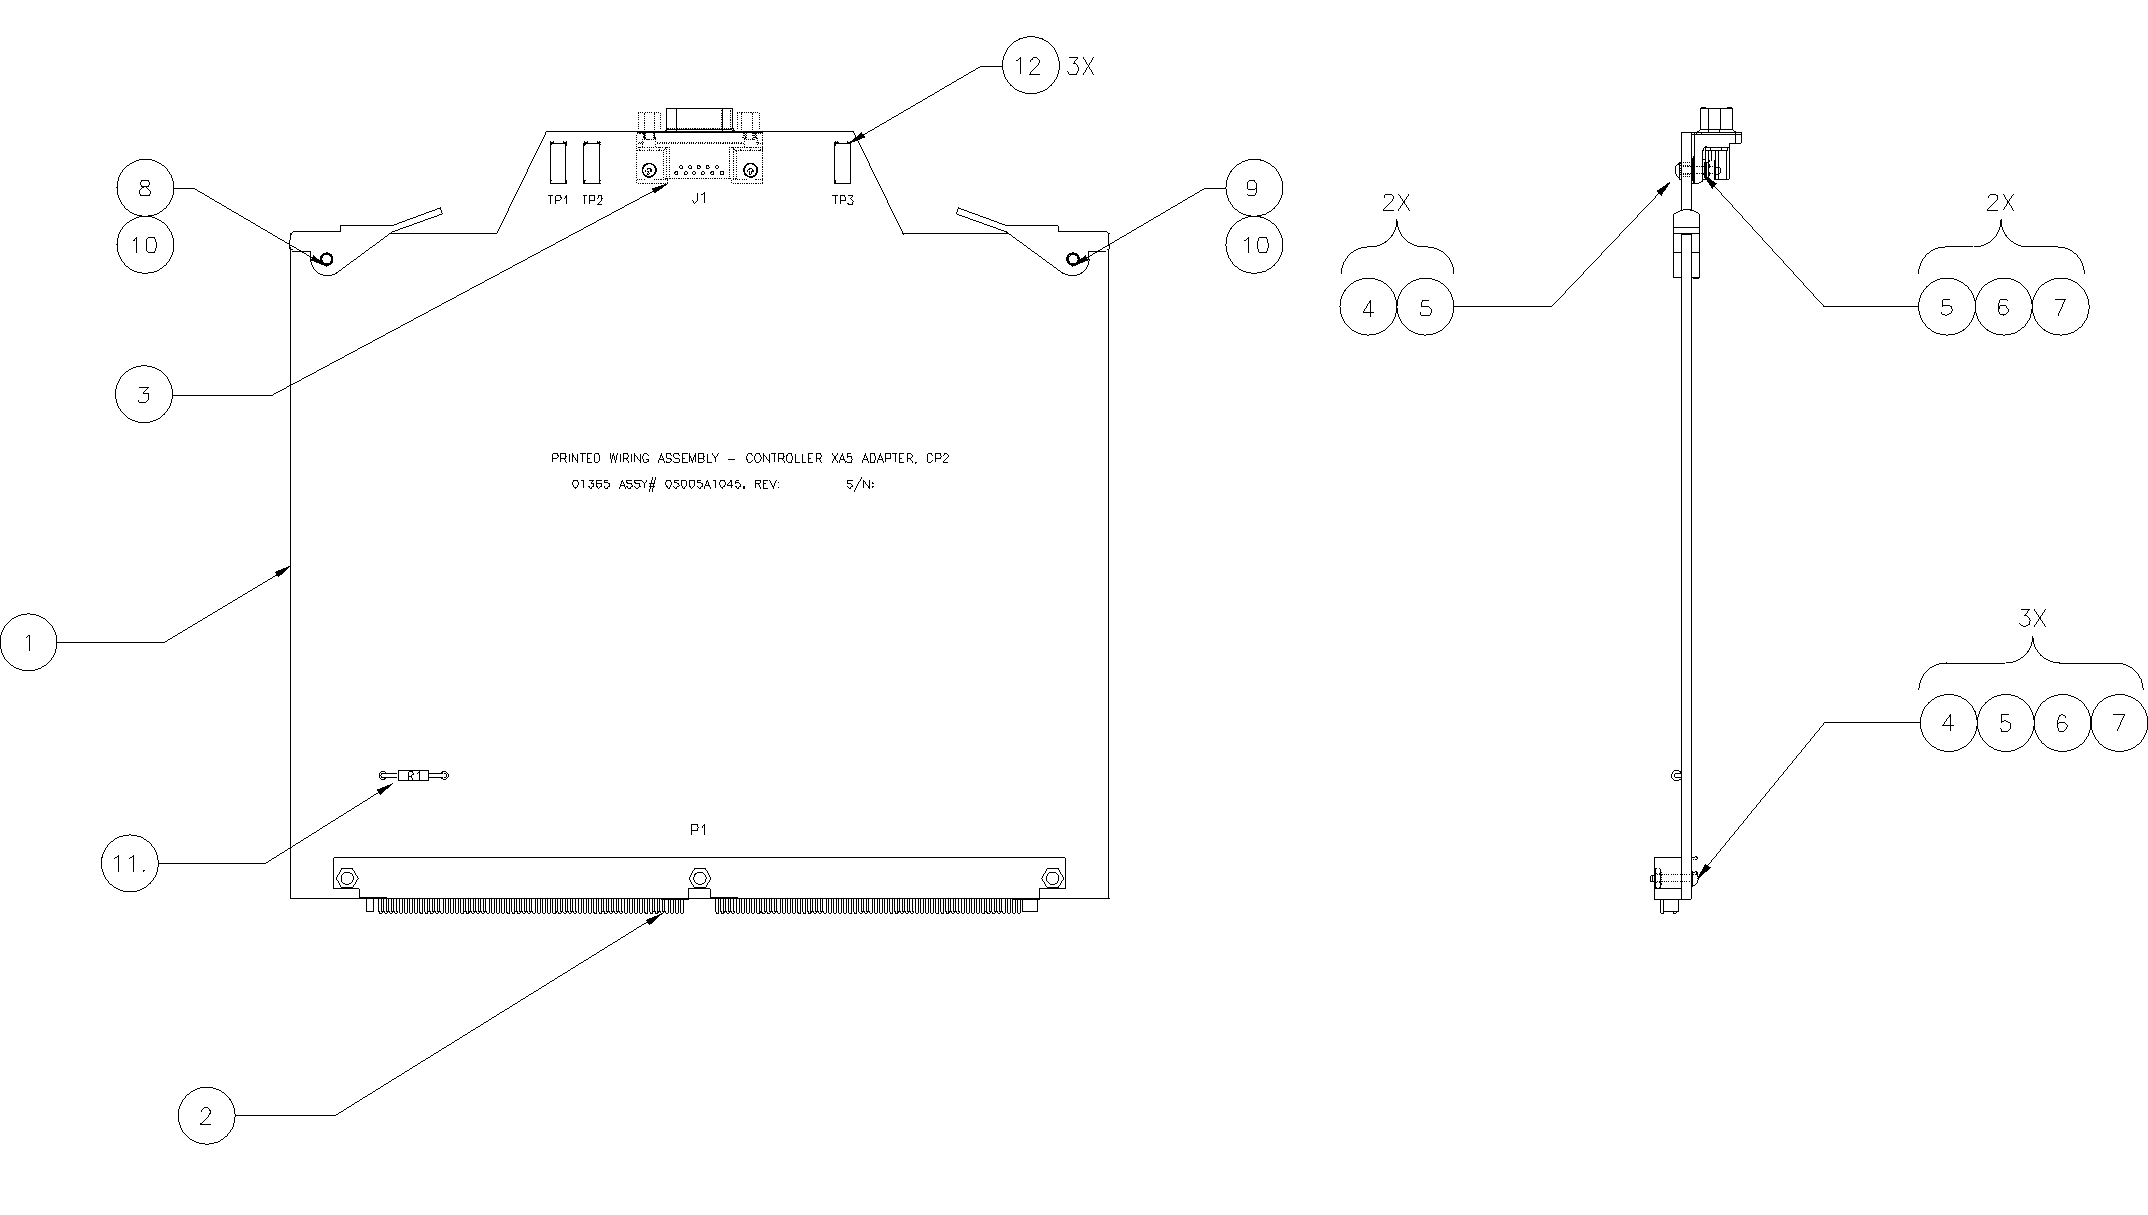 12 3X
8
10
9
10
TP1 TP2 J1 TP3
2X
4 5
2X
5 6 7
3
PRINTED WIRING ASSEMBLY - CONTROLLER XA5 ADAPTER, CP2
01365 ASSY# 05005A1045, REV: S/N:
1
3X
4 5 6 7
R1
P1
11.
2